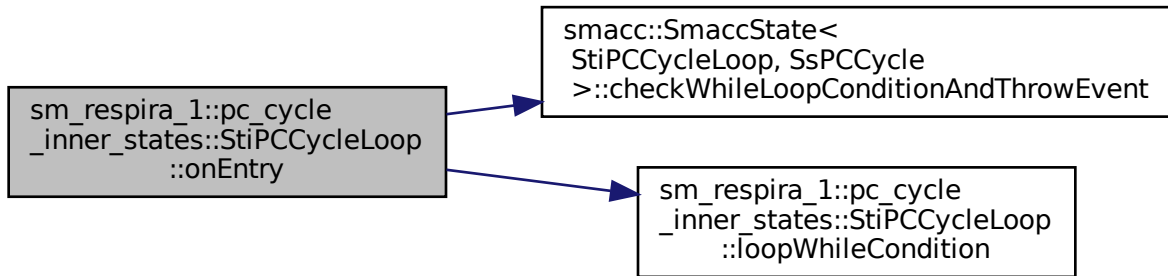 sm_respira_1::pc_cycle
_inner_states::StiPCCycleLoop
::onEntry
smacc::SmaccState<
StiPCCycleLoop, SsPCCycle
>::checkWhileLoopConditionAndThrowEvent
sm_respira_1::pc_cycle
_inner_states::StiPCCycleLoop
::loopWhileCondition